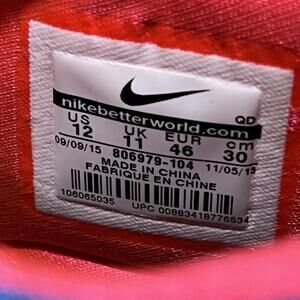 QD
nikebetterworld.com
US UK EUR cm
12 11 46 30
09/09/15 806979-104 11/05/15
MADE IN CHINA
FABRIQUE EN CHINE
106065035 UPC 00883418776534